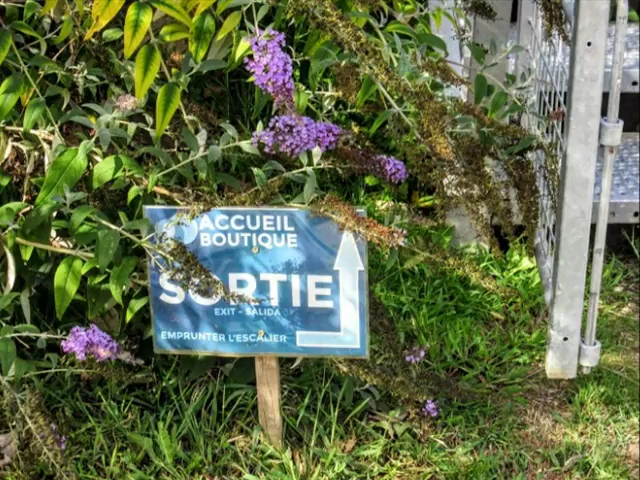 ACCUEIL
BOUTIQUE
SORTIE
EXIT - SALIDA
EMPRUNTER L'ESCALIER